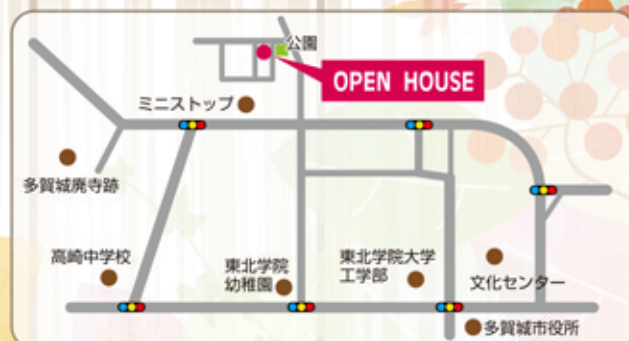 公園
OPEN HOUSE
ミニストップ
多賀城廃寺跡
高崎中学校
東北学院
幼稚園
東北学院大学
工学部
文化センター
多賀城市役所